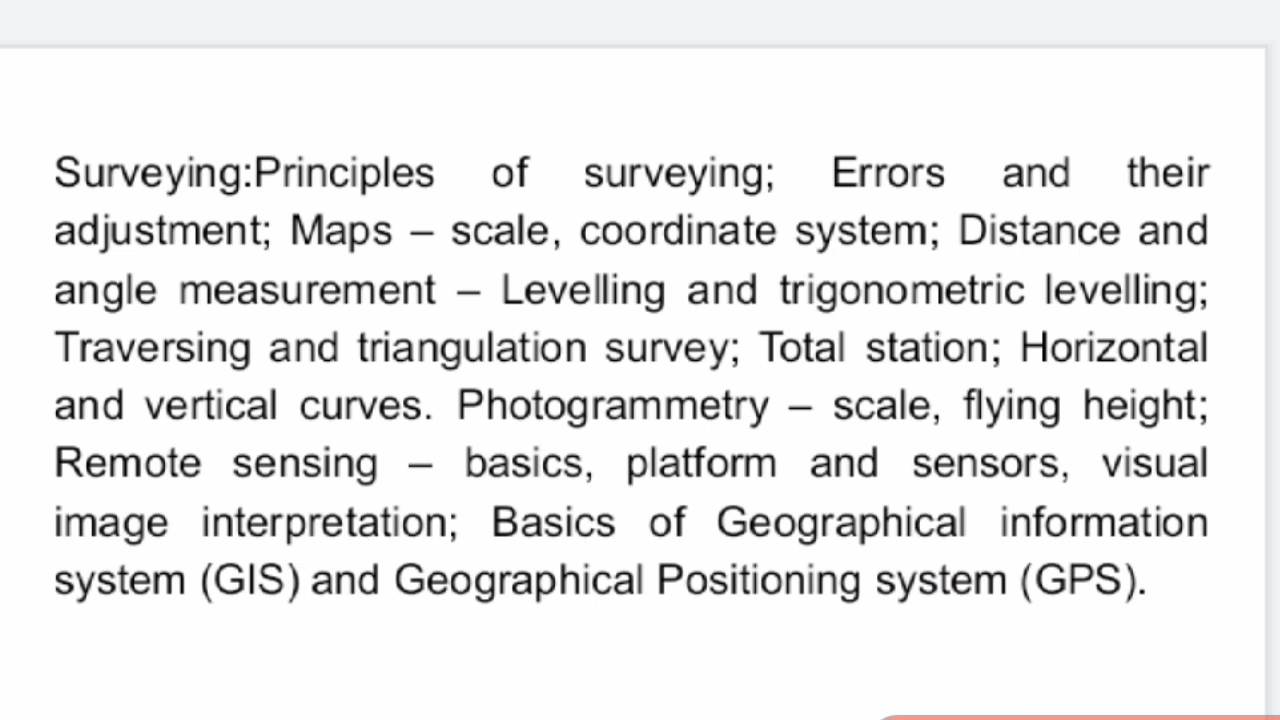 Surveying:Principles of surveying; Errors and their
adjustment; Maps – scale, coordinate system; Distance and
angle measurement – Levelling and trigonometric levelling;
Traversing and triangulation survey; Total station; Horizontal
and vertical curves. Photogrammetry – scale, flying height;
Remote sensing – basics, platform and sensors, visual
image interpretation; Basics of Geographical information
system (GIS) and Geographical Positioning system (GPS).